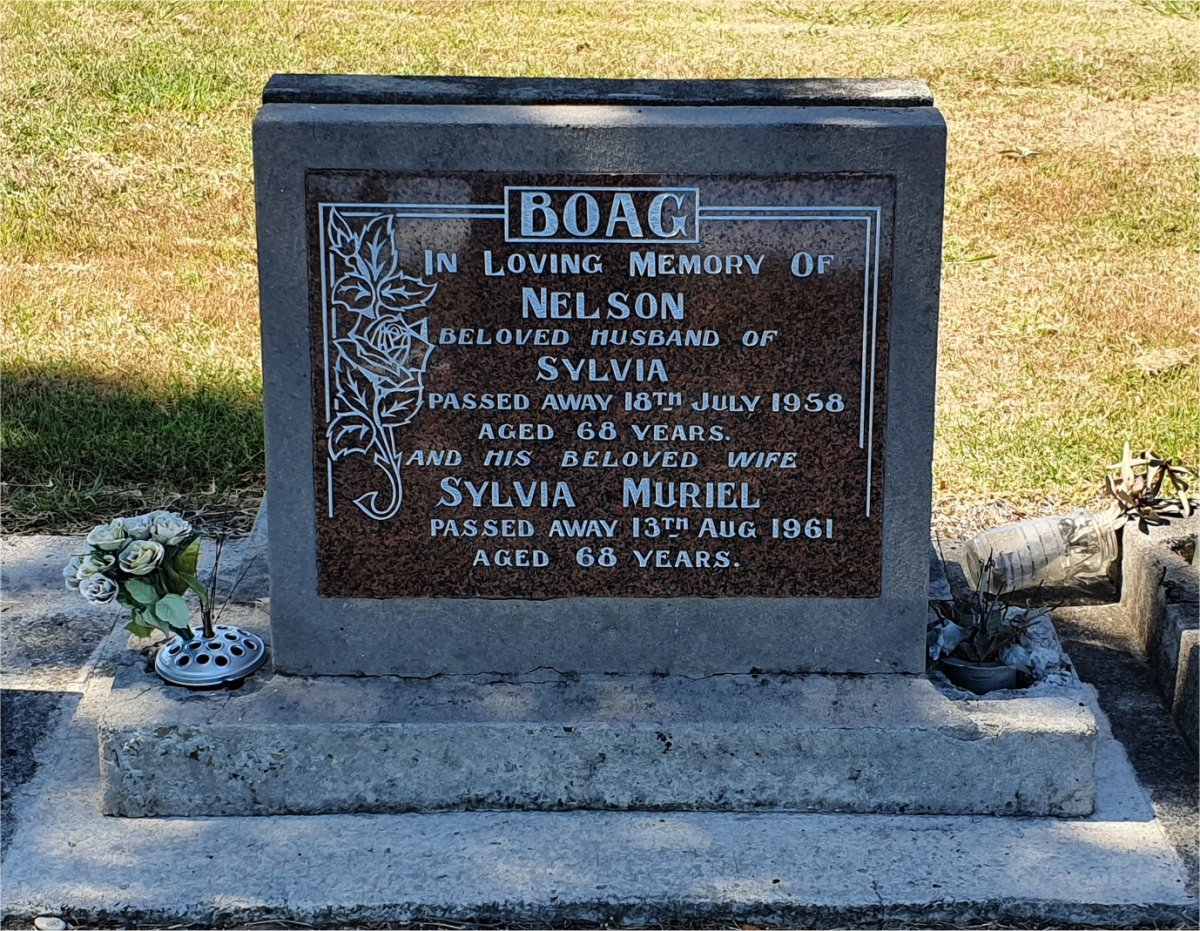 BOAG
IN LOVING MEMORY OF
NELSON
BELOVED HUSBAND OF
SYLVIA
PASSED AWAY 18TH JULY 1958
AGED 68 YEARS.
AND HIS BELOVED WIFE
SYLVIA MURIEL
PASSED AWAY 13TH AUG 1961
AGED 68 YEARS.